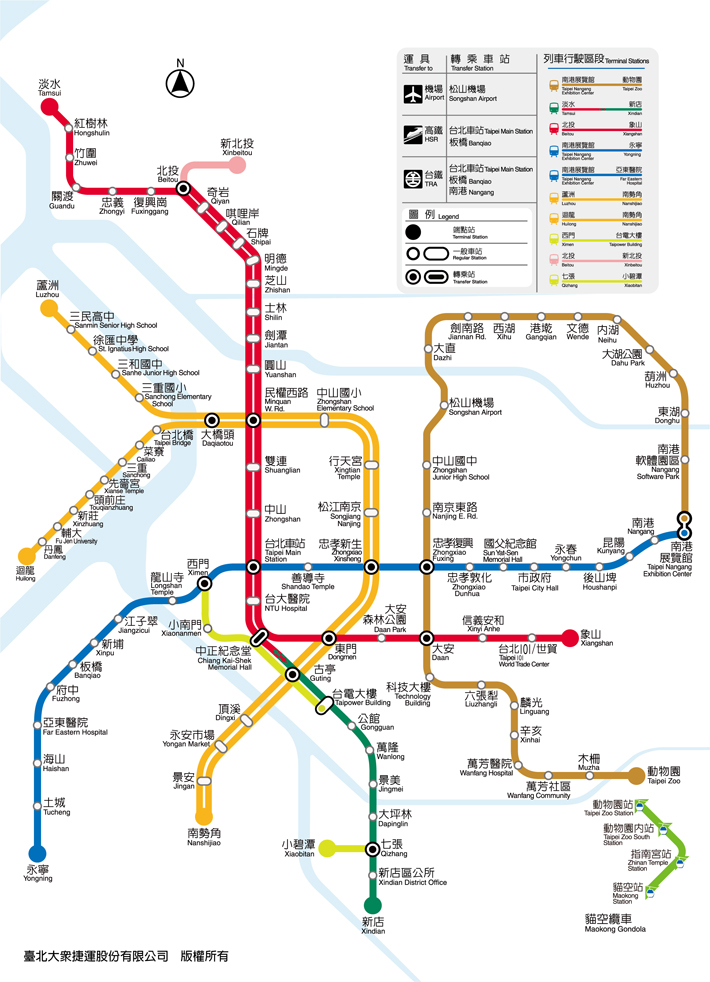 N
淡水
Tamsui
紅樹林
Hongshulin
竹圍
Zhuwei
關渡
Guandu
忠義
Zhongyi
復興崗
Fuxinggang
北投
Beitou
新北投
Xinbeitou
奇岩
Qiyan
唭哩岸
Qilian
石牌
Shipai
明德
Mingde
芝山
Zhishan
士林
Shilin
劍潭
Jiantan
圓山
Yuanshan
民權西路
Minquan
W. Rd.
雙連
Shuanglian
中山
Zhongshan
台北車站
Taipei Main
Station
台大醫院
NTU Hospital
中正紀念堂
Chiang Kai-Shek
Memorial Hall
運具
Transfer to
轉乘車站
Transfer Station
機場
Airport
松山機場
Songshan Airport
高鐵
HSR
台北車站 Taipei Main Station
板橋 Banqiao
台鐵
TRA
台北車站 Taipei Main Station
板橋 Banqiao
南港 Nangang
圖例 Legend
端點站
Terminal Station
一般車站
Regular Station
轉乘站
Transfer Station
列車行駛區段 Terminal Stations
南港展覽館 動物園
Taipei Nangang Exhibition Center Taipei Zoo
淡水 新店
Tamsui Xindian
北投 象山
Beitou Xiangshan
南港展覽館 永寧
Taipei Nangang Exhibition Center Yongning
南港展覽館 亞東醫院
Taipei Nangang Exhibition Center Far Eastern Hospital
蘆洲 南勢角
Luzhou Nanshijiao
迴龍 南勢角
Huilong Nanshijiao
西門 台電大樓
Ximen Taipower Building
北投 新北投
Beitou Xinbeitou
七張 小碧潭
Qizhang Xiaobitan
蘆洲
Luzhou
三民高中
Sanmin Senior High School
徐匯中學
St. Ignatius High School
三和國中
Sanhe Junior High School
三重國小
Sanchong Elementary
School
大橋頭
Daqiaotou
台北橋
Taipei Bridge
菜寮
Cailiao
三重
Sanchong
先嗇宮
Xianse Temple
頭前庄
Touqianzhuang
新莊
Xinzhuang
輔大
Fu Jen University
丹鳳
Danfeng
迴龍
Huilong
中山國小
Zhongshan
Elementary School
行天宮
Xingtian
Temple
松江南京
Songjiang
Nanjing
忠孝新生
Zhongxiao
Xinsheng
善導寺
Shandao Temple
西門
Ximen
龍山寺
Longshan
Temple
小南門
Xiaonanmen
江子翠
Jiangzicui
新埔
Xinpu
板橋
Banqiao
府中
Fuzhong
亞東醫院
Far Eastern Hospital
海山
Haishan
土城
Tucheng
永寧
Yongning
東門
Dongmen
古亭
Guting
台電大樓
Taipower Building
頂溪
Dingxi
永安市場
Yongan Market
景安
Jingan
南勢角
Nanshijiao
公館
Gongguan
萬隆
Wanlong
景美
Jingmei
大坪林
Dapinglin
小碧潭
Xiaobitan
七張
Qizhang
新店區公所
Xindian District Office
新店
Xindian
大安
森林公園
Daan Park
大安
Daan
信義安和
Xinyi Anhe
台北101/世貿
Taipei 101
World Trade Center
象山
Xiangshan
劍南路
Jiannan Rd.
西湖
Xihu
港墘
Gangqian
文德
Wende
內湖
Neihu
大湖公園
Dahu Park
葫洲
Huzhou
東湖
Donghu
南港
軟體園區
Nangang
Software Park
南港
展覽館
Taipei Nangang
Exhibition Center
大直
Dazhi
松山機場
Songshan Airport
中山國中
Zhongshan
Junior High School
南京東路
Nanjing E. Rd.
忠孝復興
Zhongxiao
Fuxing
忠孝敦化
Zhongxiao
Dunhua
國父紀念館
Sun Yat-Sen
Memorial Hall
市政府
Taipei City Hall
永春
Yongchun
後山埤
Houshanpi
昆陽
Kunyang
南港
Nangang
科技大樓
Technology
Building
六張犁
Liuzhangli
麟光
Linguang
辛亥
Xinhai
萬芳醫院
Wanfang Hospital
萬芳社區
Wanfang Community
木柵
Muzha
動物園
Taipei Zoo
動物園站
Taipei Zoo Station
動物園內站
Taipei Zoo South
Station
指南宮站
Zhinan Temple
Station
貓空站
Maokong
Station
貓空纜車
Maokong Gondola
臺北大眾捷運股份有限公司 版權所有